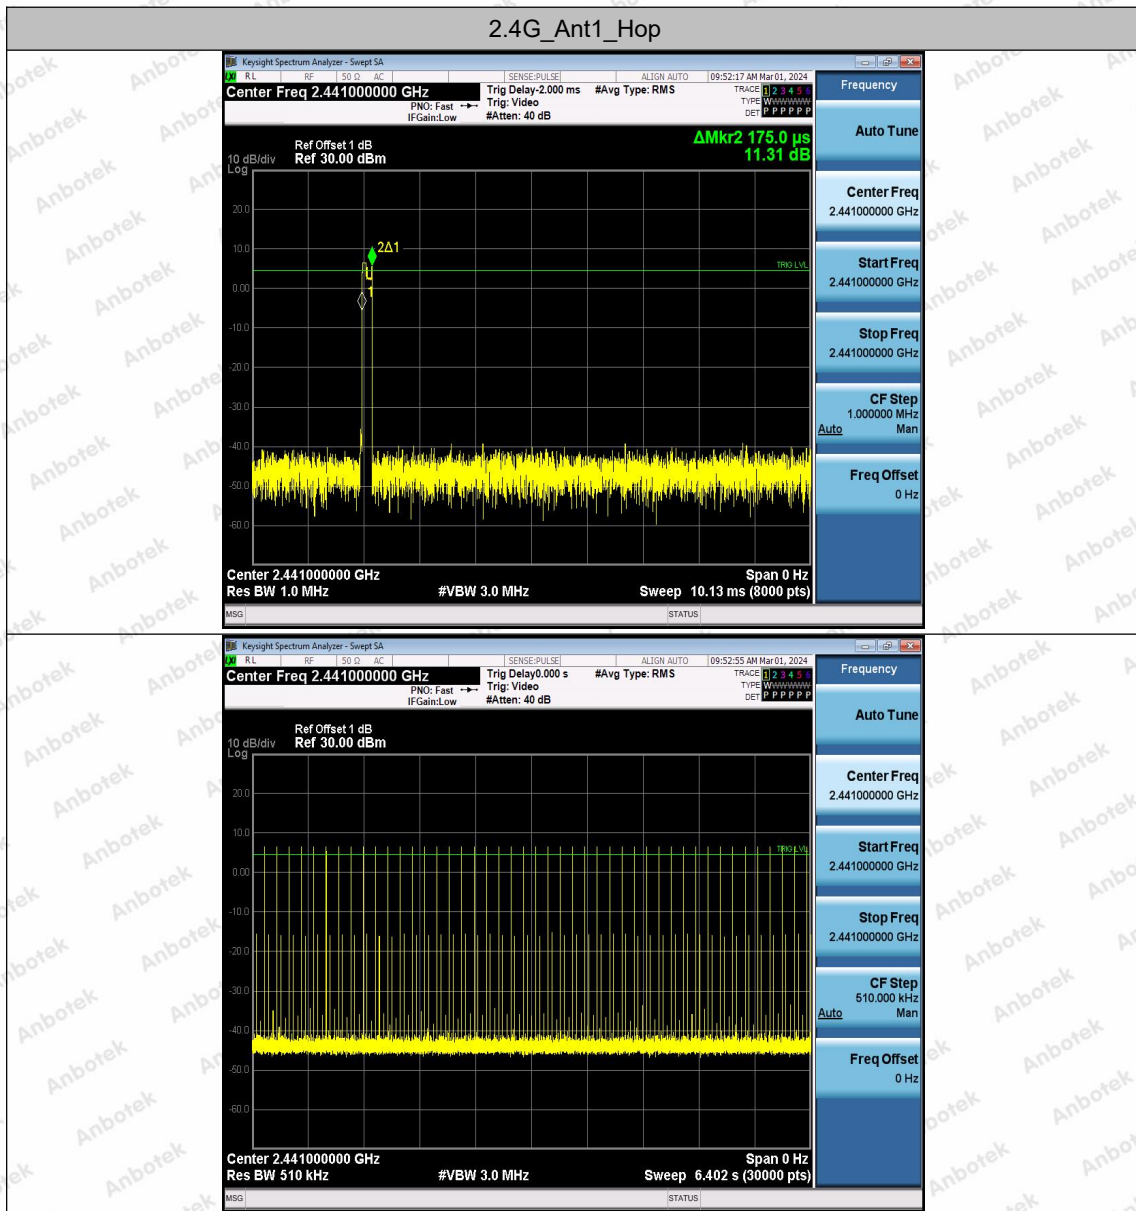 2.4G_Ant1_Hop
Keysight Spectrum Analyzer - Swept SA
LXI RL RF 50 Ω AC SENSE:PULSE ALIGN AUTO 09:52:17 AM Mar 01, 2024
Center Freq 2.441000000 GHz
PNO: Fast
IFGain:Low
Trig Delay-2.000 ms
Trig: Video
#Atten: 40 dB
#Avg Type: RMS
TRACE 1 2 3 4 5 6
TYPE WWWWWW
DET P P P P P P
Frequency
Auto Tune
Center Freq
2.441000000 GHz
Start Freq
2.441000000 GHz
Stop Freq
2.441000000 GHz
CF Step
1.000000 MHz
Auto Man
Freq Offset
0 Hz
ΔMkr2 175.0 µs
11.31 dB
Ref Offset 1 dB
10 dB/div Ref 30.00 dBm
Log
20.0
10.0
0.00
-10.0
-20.0
-30.0
-40.0
-50.0
-60.0
2Δ1
1
TRIG LVL
Center 2.441000000 GHz Span 0 Hz
Res BW 1.0 MHz #VBW 3.0 MHz Sweep 10.13 ms (8000 pts)
MSG STATUS
Keysight Spectrum Analyzer - Swept SA
LXI RL RF 50 Ω AC SENSE:PULSE ALIGN AUTO 09:52:55 AM Mar 01, 2024
Center Freq 2.441000000 GHz
PNO: Fast
IFGain:Low
Trig Delay0.000 s
Trig: Video
#Atten: 40 dB
#Avg Type: RMS
TRACE 1 2 3 4 5 6
TYPE WWWWWW
DET P P P P P P
Frequency
Auto Tune
Center Freq
2.441000000 GHz
Start Freq
2.441000000 GHz
Stop Freq
2.441000000 GHz
CF Step
510.000 kHz
Auto Man
Freq Offset
0 Hz
Ref Offset 1 dB
10 dB/div Ref 30.00 dBm
Log
20.0
10.0
0.00
-10.0
-20.0
-30.0
-40.0
-50.0
-60.0
TRIG LVL
Center 2.441000000 GHz Span 0 Hz
Res BW 510 kHz #VBW 3.0 MHz Sweep 6.402 s (30000 pts)
MSG STATUS
Anbotek